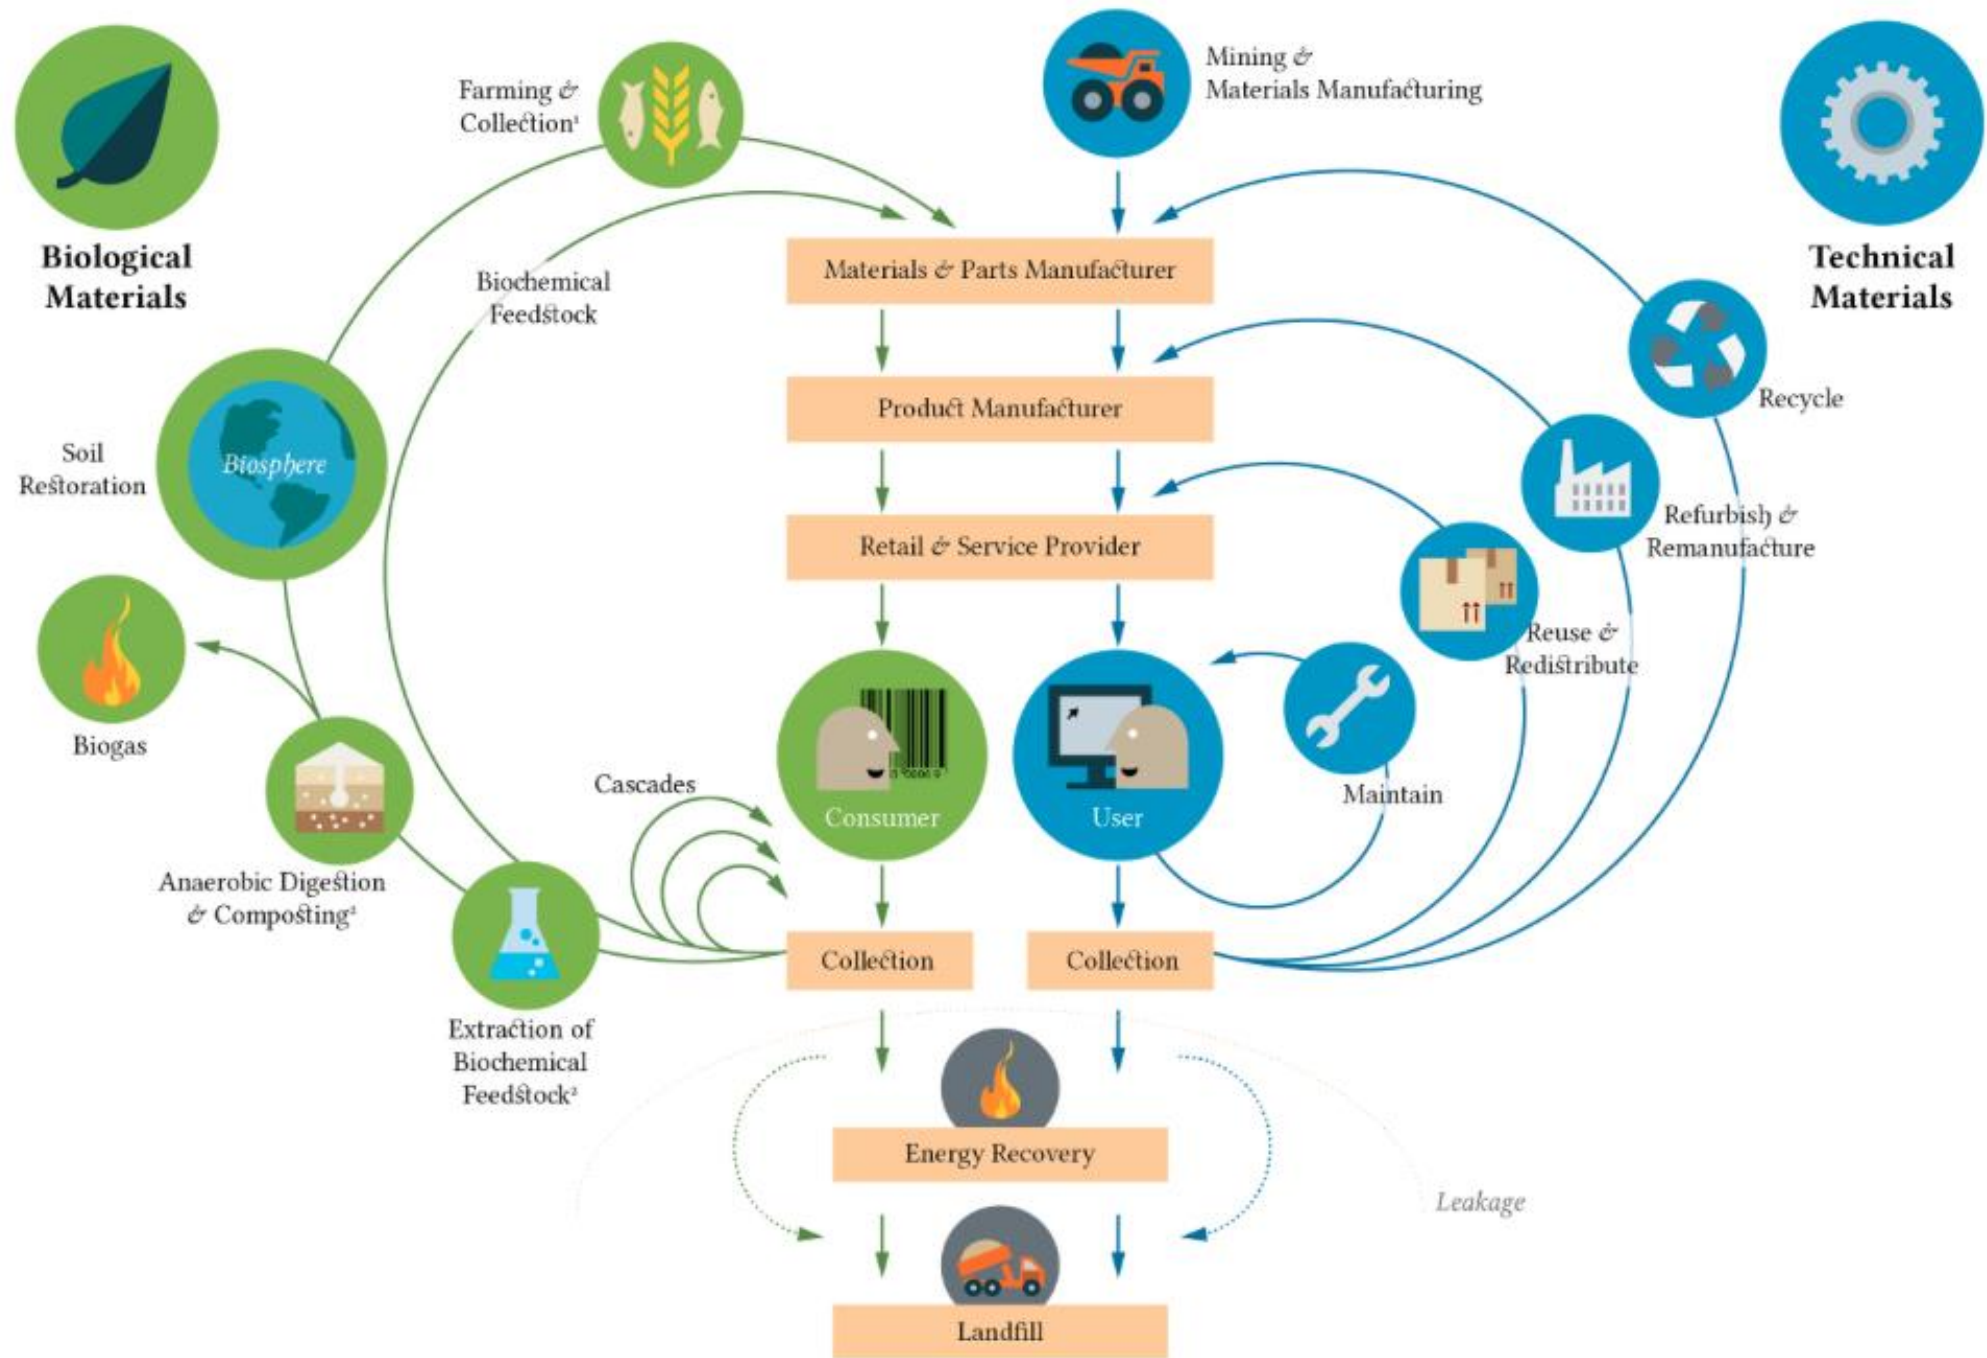 Farming &
Collection¹
Mining &
Materials Manufacturing
Biological
Materials
Technical
Materials
Biochemical
Feedstock
Materials & Parts Manufacturer
Recycle
Product Manufacturer
Soil
Restoration
Biosphere
Refurbish &
Remanufacture
Retail & Service Provider
Reuse &
Redistribute
Biogas
Cascades
Maintain
Consumer
User
Anaerobic Digestion
& Composting²
Collection
Collection
Extraction of
Biochemical
Feedstock²
Energy Recovery
Leakage
Landfill